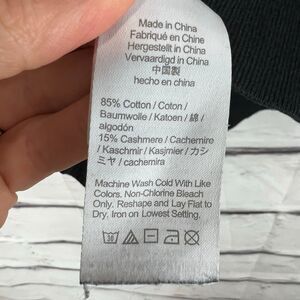 Made in China
Fabriqué en Chine
Hergestellt in China
Vervaardigd in China
中国製
hecho en china
85% Cotton / Coton /
Baumwolle / Katoen / 綿 /
algodón
15% Cashmere / Cachemire
/ Kaschmir / Kasjmier / カシ
ミヤ / cachemira
Machine Wash Cold With Like
Colors. Non-Chlorine Bleach
Only. Reshape and Lay Flat to
Dry, Iron on Lowest Setting.
30